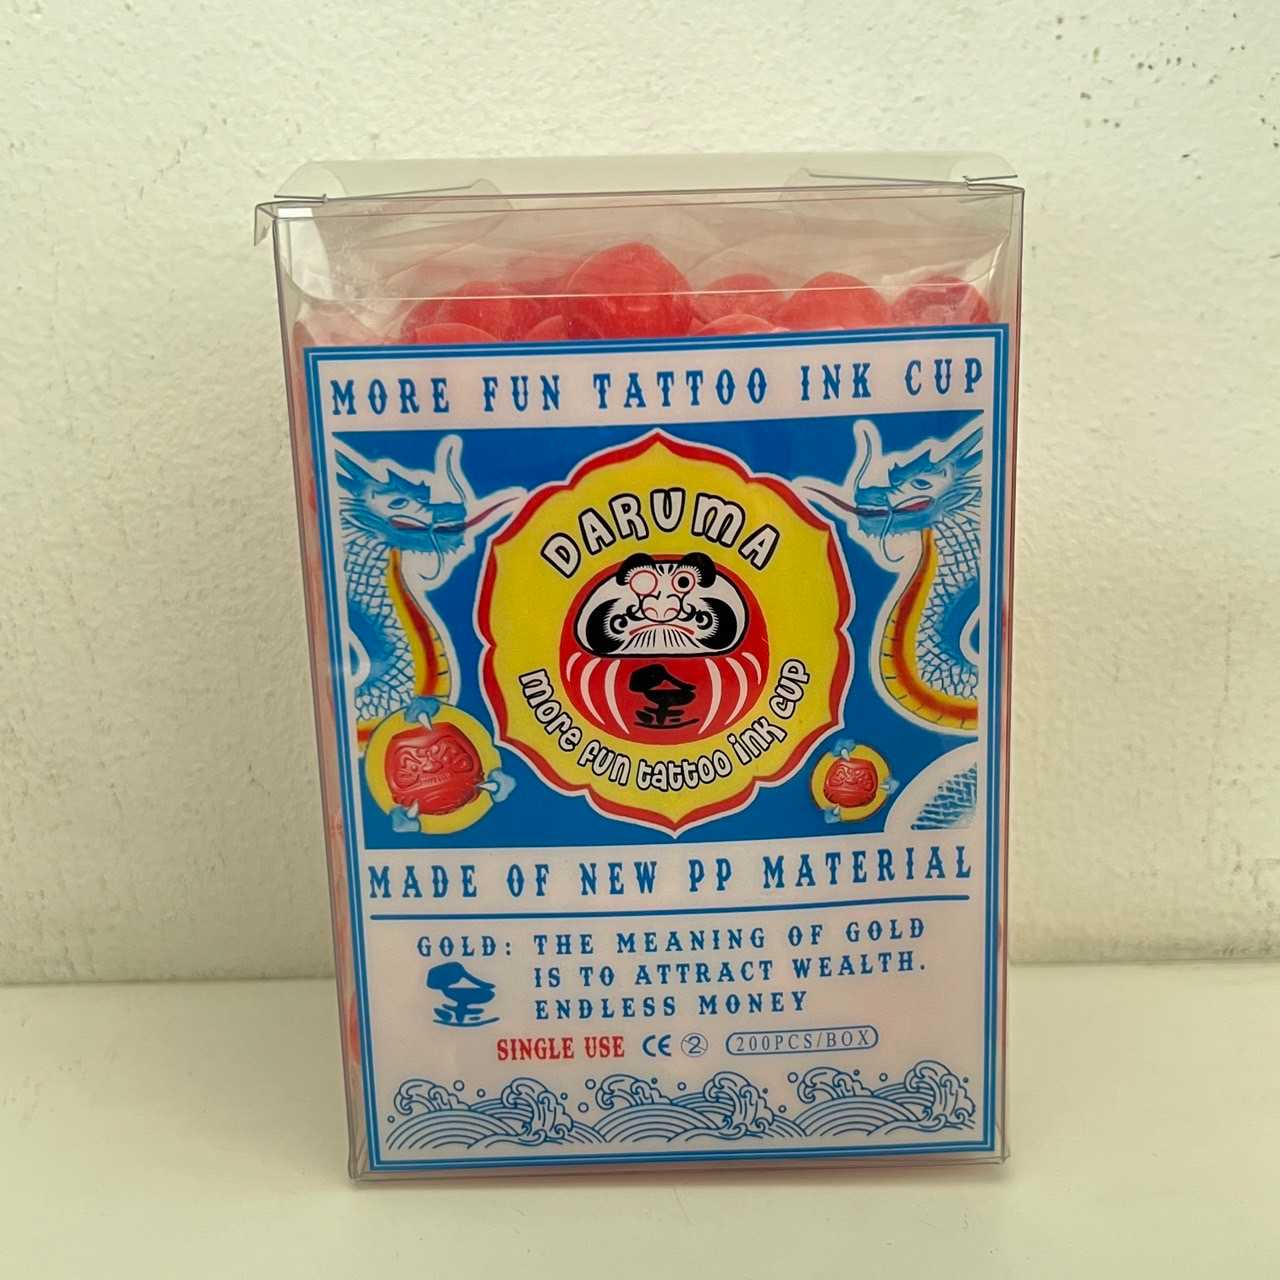 MORE FUN TATTOO INK CUP
DARUMA
金
more fun tattoo ink cup
MADE OF NEW PP MATERIAL
GOLD: THE MEANING OF GOLD
IS TO ATTRACT WEALTH.
金
ENDLESS MONEY
SINGLE USE CE 2 200PCS/BOX